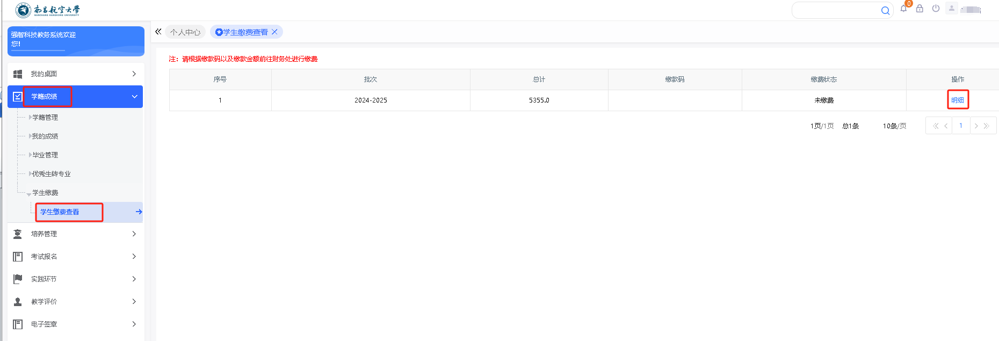 南昌航空大学
NANCHANG HANGKONG UNIVERSITY
0
强智科技教务系统欢迎
您!
个人中心
学生缴费查看
注：请根据缴款码以及缴款金额前往财务处进行缴费
我的桌面
学籍成绩
学籍管理
我的成绩
毕业管理
优秀生转专业
学生缴费
学生缴费查看
培养管理
考试报名
实践环节
教学评价
电子签章
序号 批次 总计 缴款码 缴费状态 操作
1 2024-2025 5355.0 未缴费 明细
1页/1页 总1条 10条/页 1